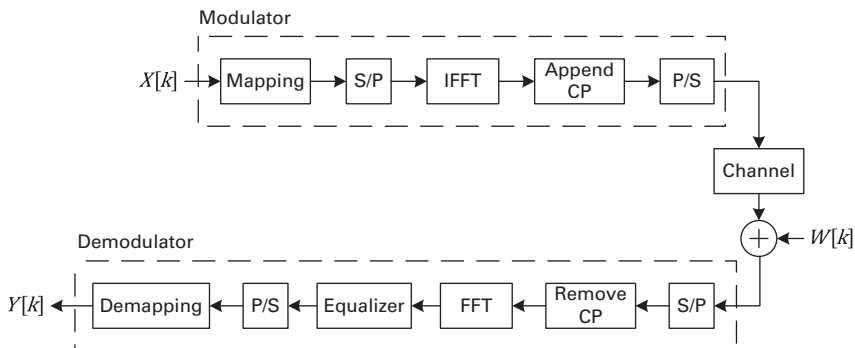 Modulator
X[k]
Mapping
S/P
IFFT
Append
CP
P/S
Channel
W[k]
Demodulator
Y[k]
Demapping
P/S
Equalizer
FFT
Remove
CP
S/P